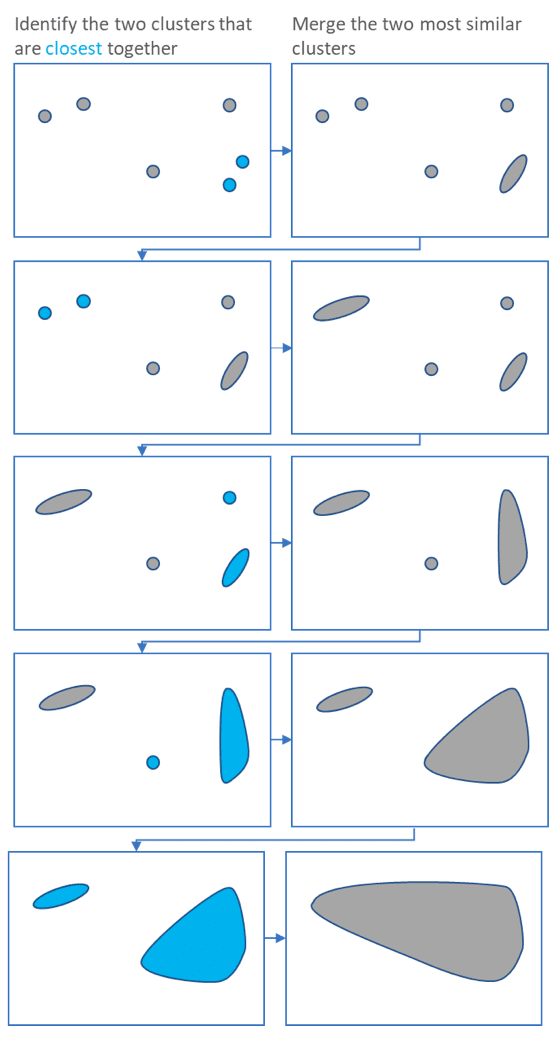 Identify the two clusters that
are closest together
Merge the two most similar
clusters